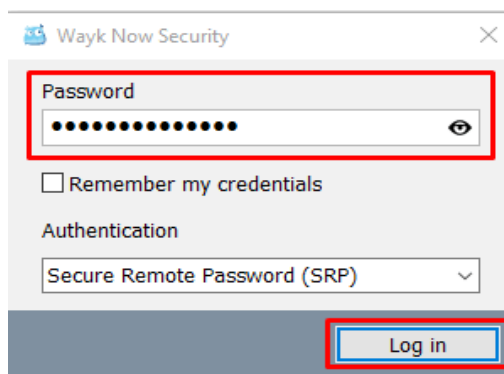 Wayk Now Security
Password
••••••••••••••
Remember my credentials
Authentication
Secure Remote Password (SRP)
Log in